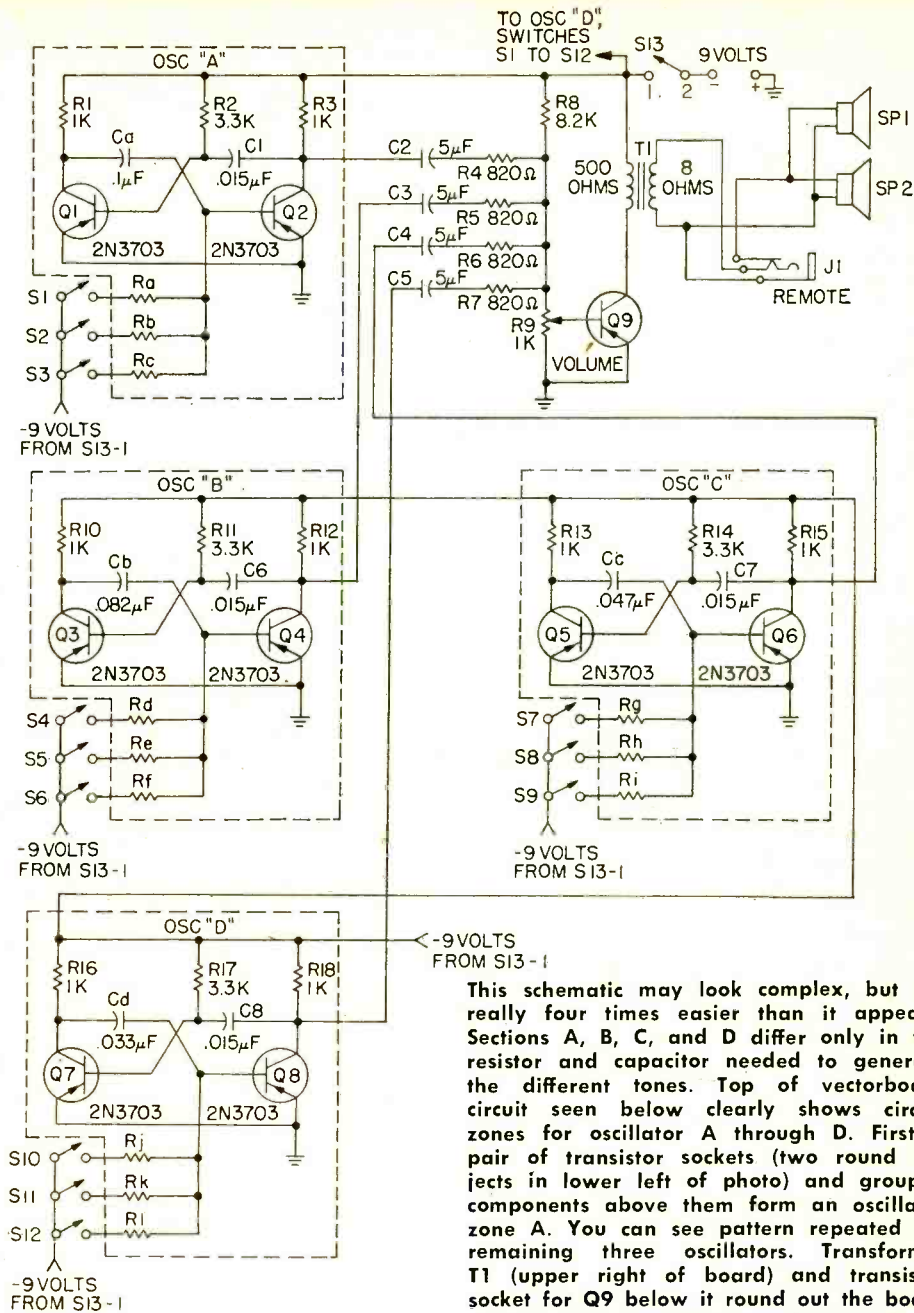 TO OSC "D",
SWITCHES
S1 TO S12
S13
9 VOLTS
1
2
-
+
OSC "A"
R1
1K
R2
3.3K
R3
1K
Ca
.1µF
C1
.015µF
Q1
Q2
2N3703
2N3703
S1
Ra
S2
Rb
S3
Rc
-9 VOLTS
FROM S13-1
R8
8.2K
C2
5µF
R4 820Ω
C3
5µF
R5 820Ω
C4
5µF
R6 820Ω
C5
5µF
R7 820Ω
R9
1K
VOLUME
Q9
500
OHMS
T1
8
OHMS
SP1
SP2
J1
REMOTE
OSC "B"
R10
1K
R11
3.3K
R12
1K
Cb
.082µF
C6
.015µF
Q3
Q4
2N3703
2N3703
S4
Rd
S5
Re
S6
Rf
-9 VOLTS
FROM S13-1
OSC "C"
R13
1K
R14
3.3K
R15
1K
Cc
.047µF
C7
.015µF
Q5
Q6
2N3703
2N3703
S7
Rg
S8
Rh
S9
Ri
-9 VOLTS
FROM S13-1
OSC "D"
-9 VOLTS
FROM S13-1
R16
1K
R17
3.3K
R18
1K
Cd
.033µF
C8
.015µF
Q7
Q8
2N3703
2N3703
S10
Rj
S11
Rk
S12
Rl
-9 VOLTS
FROM S13-1
This schematic may look complex, but
really four times easier than it appe
Sections A, B, C, and D differ only in
resistor and capacitor needed to gener
the different tones. Top of vectorbo
circuit seen below clearly shows circ
zones for oscillator A through D. First
pair of transistor sockets (two round
jects in lower left of photo) and group
components above them form an oscilla
zone A. You can see pattern repeated
remaining three oscillators. Transform
T1 (upper right of board) and transis
socket for Q9 below it round out the boa